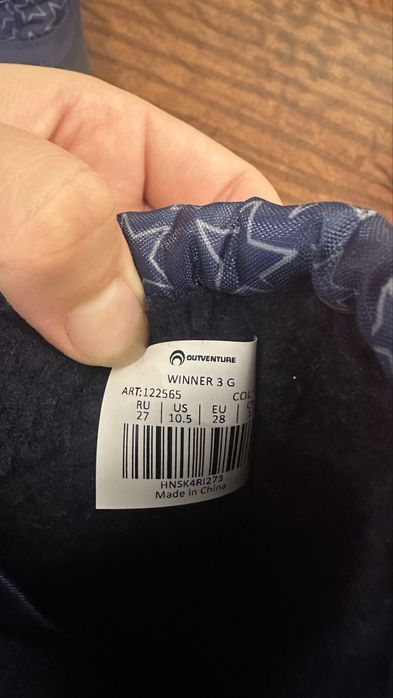 OUTVENTURE
WINNER 3 G
ART:122565
RU | US | EU |
27 | 10.5 | 28 |
HNSK4RI273
Made in China